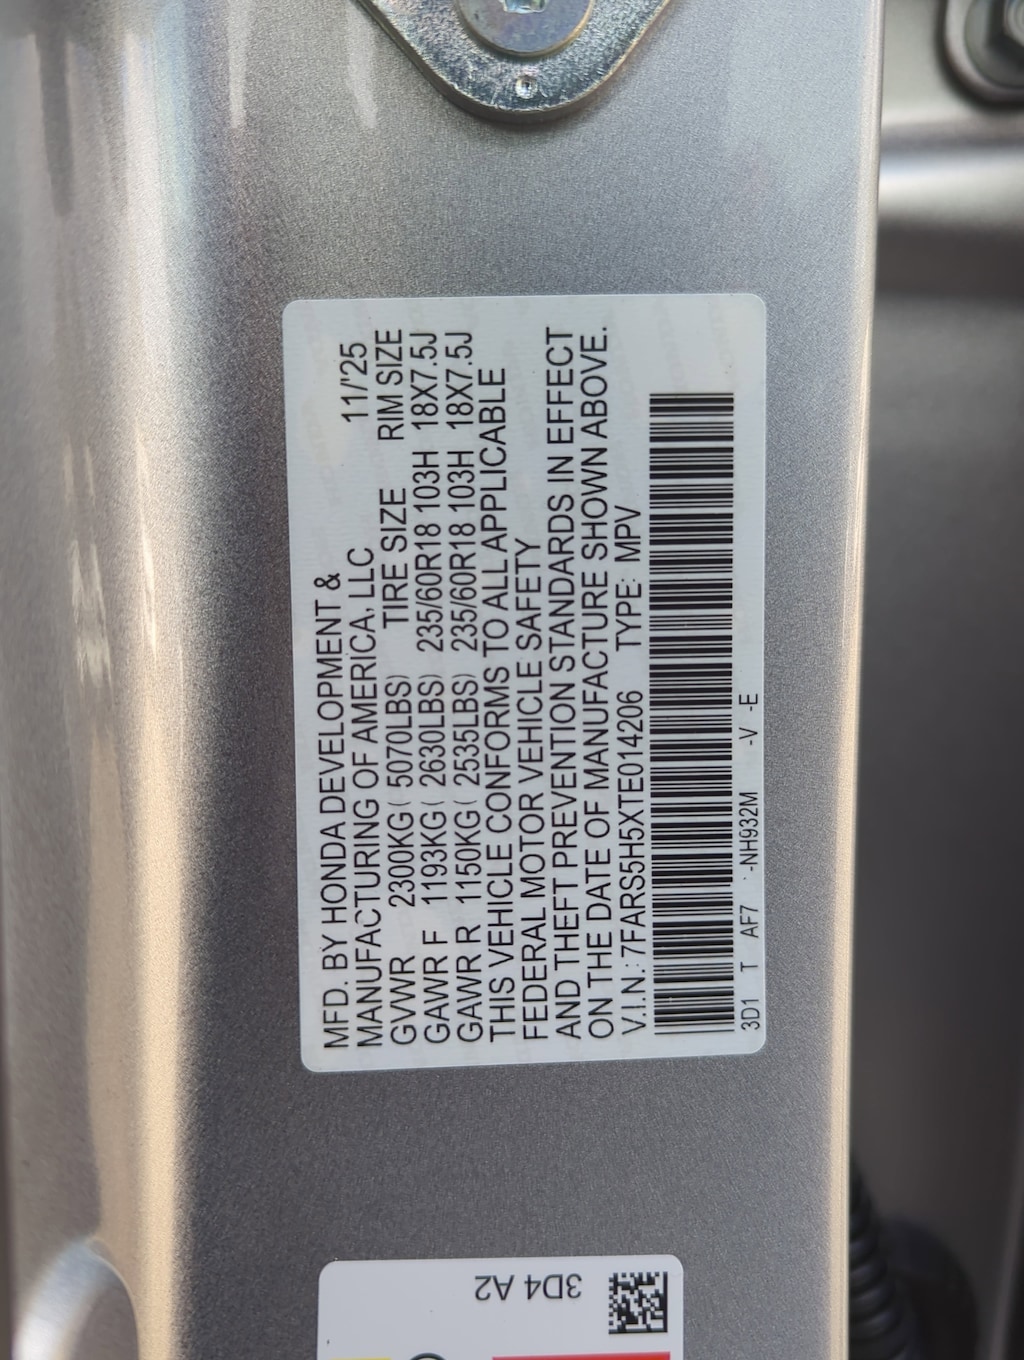 MFD. BY HONDA DEVELOPMENT &
MANUFACTURING OF AMERICA, LLC 11/'25
GVWR 2300KG ( 5070LBS) TIRE SIZE RIM SIZE
GAWR F 1193KG ( 2630LBS) 235/60R18 103H 18X7.5J
GAWR R 1150KG ( 2535LBS) 235/60R18 103H 18X7.5J
THIS VEHICLE CONFORMS TO ALL APPLICABLE
FEDERAL MOTOR VEHICLE SAFETY
AND THEFT PREVENTION STANDARDS IN EFFECT
ON THE DATE OF MANUFACTURE SHOWN ABOVE.
V.I.N.: 7FARS5H5XTE014206 TYPE: MPV
3D1 T AF7 -NH932M -V -E
3D4 A2